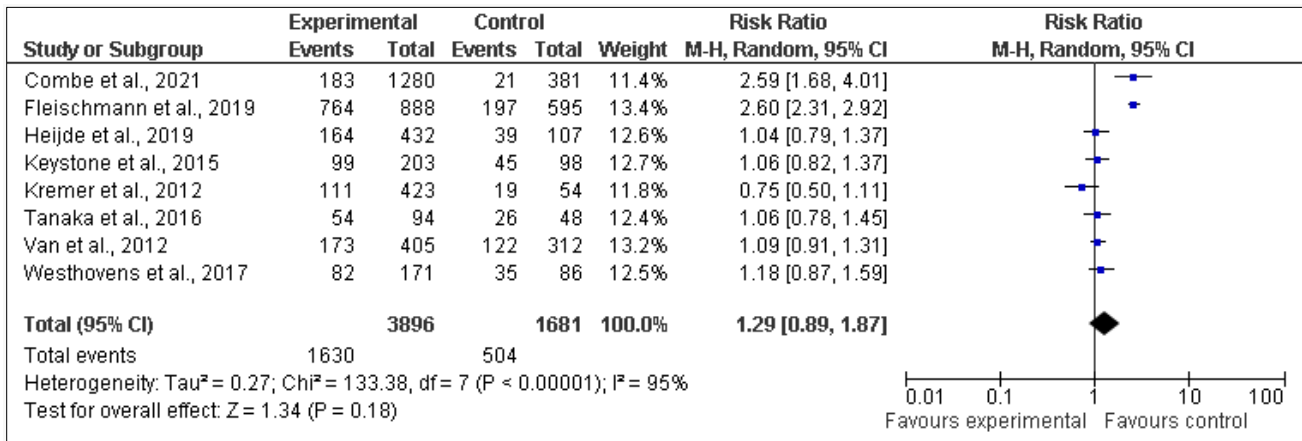 Experimental Control Risk Ratio Risk Ratio
Study or Subgroup Events Total Events Total Weight M-H, Random, 95% CI M-H, Random, 95% CI
Combe et al., 2021 183 1280 21 381 11.4% 2.59 [1.68, 4.01]
Fleischmann et al., 2019 764 888 197 595 13.4% 2.60 [2.31, 2.92]
Heijde et al., 2019 164 432 39 107 12.6% 1.04 [0.79, 1.37]
Keystone et al., 2015 99 203 45 98 12.7% 1.06 [0.82, 1.37]
Kremer et al., 2012 111 423 19 54 11.8% 0.75 [0.50, 1.11]
Tanaka et al., 2016 54 94 26 48 12.4% 1.06 [0.78, 1.45]
Van et al., 2012 173 405 122 312 13.2% 1.09 [0.91, 1.31]
Westhovens et al., 2017 82 171 35 86 12.5% 1.18 [0.87, 1.59]
Total (95% CI) 3896 1681 100.0% 1.29 [0.89, 1.87]
Total events 1630 504
Heterogeneity: Tau² = 0.27; Chi² = 133.38, df = 7 (P < 0.00001); I² = 95%
Test for overall effect: Z = 1.34 (P = 0.18)
0.01 0.1 1 10 100
Favours experimental Favours control